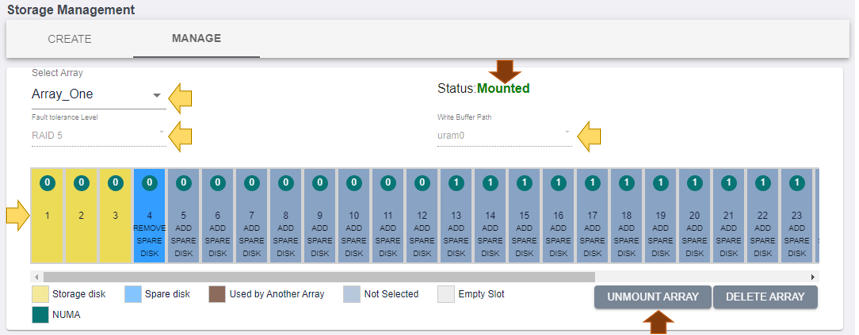 Storage Management
CREATE MANAGE
Select Array
Array_One
Status:Mounted
Fault tolerance Level
RAID 5
Write Buffer Path
uram0
0 0 0 0 0 0 0 0 0 0 0 0 1 1 1 1 1 1 1 1 1 1 1
1 2 3 4 5 6 7 8 9 10 11 12 13 14 15 16 17 18 19 20 21 22 23
REMOVE ADD ADD ADD ADD ADD ADD ADD ADD ADD ADD ADD ADD ADD ADD ADD ADD ADD ADD ADD
SPARE SPARE SPARE SPARE SPARE SPARE SPARE SPARE SPARE SPARE SPARE SPARE SPARE SPARE SPARE SPARE SPARE SPARE SPARE SPARE
DISK DISK DISK DISK DISK DISK DISK DISK DISK DISK DISK DISK DISK DISK DISK DISK DISK DISK DISK DISK
Storage disk Spare disk Used by Another Array Not Selected Empty Slot
UNMOUNT ARRAY DELETE ARRAY
NUMA